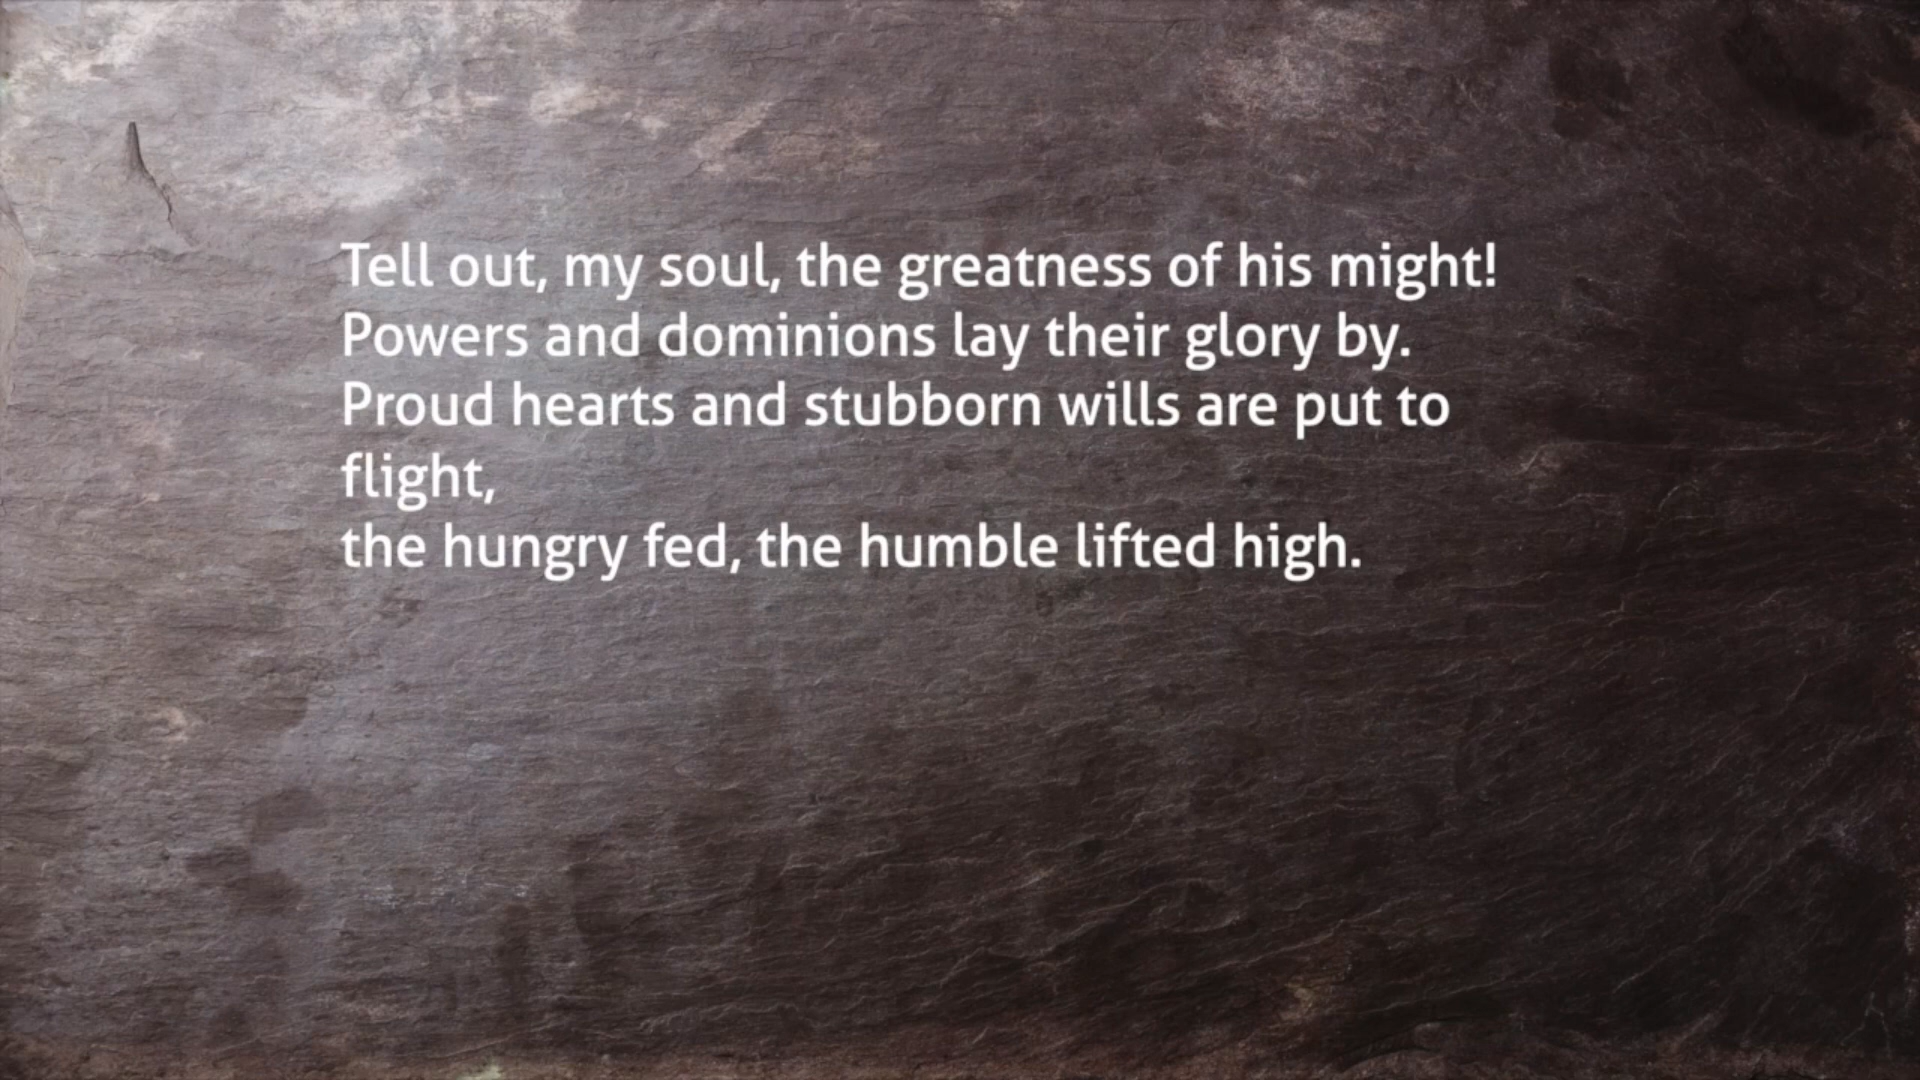 Tell out, my soul, the greatness of his might!
Powers and dominions lay their glory by.
Proud hearts and stubborn wills are put to
flight,
the hungry fed, the humble lifted high.